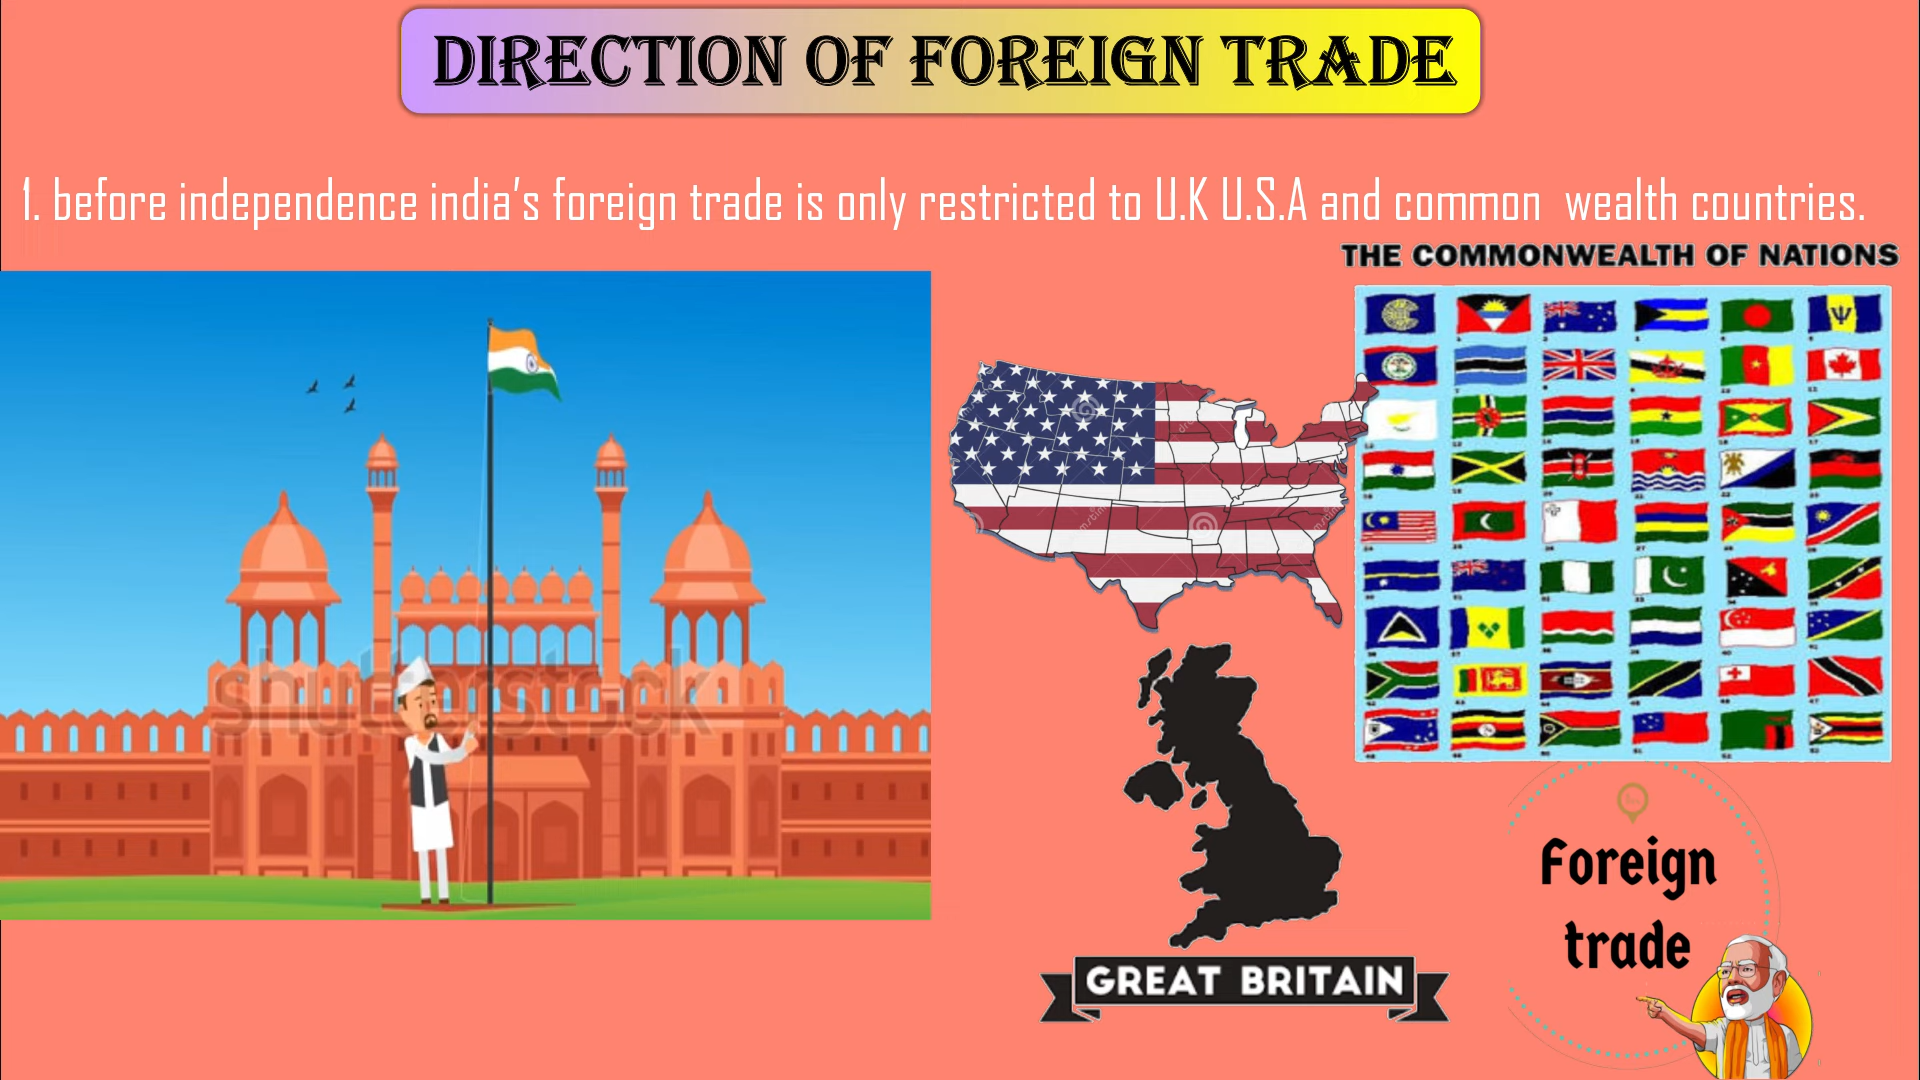 DIRECTION OF FOREIGN TRADE
1. before independence india's foreign trade is only restricted to U.K U.S.A and common wealth countries.
THE COMMONWEALTH OF NATIONS
shutterstock
GREAT BRITAIN
Foreign
trade